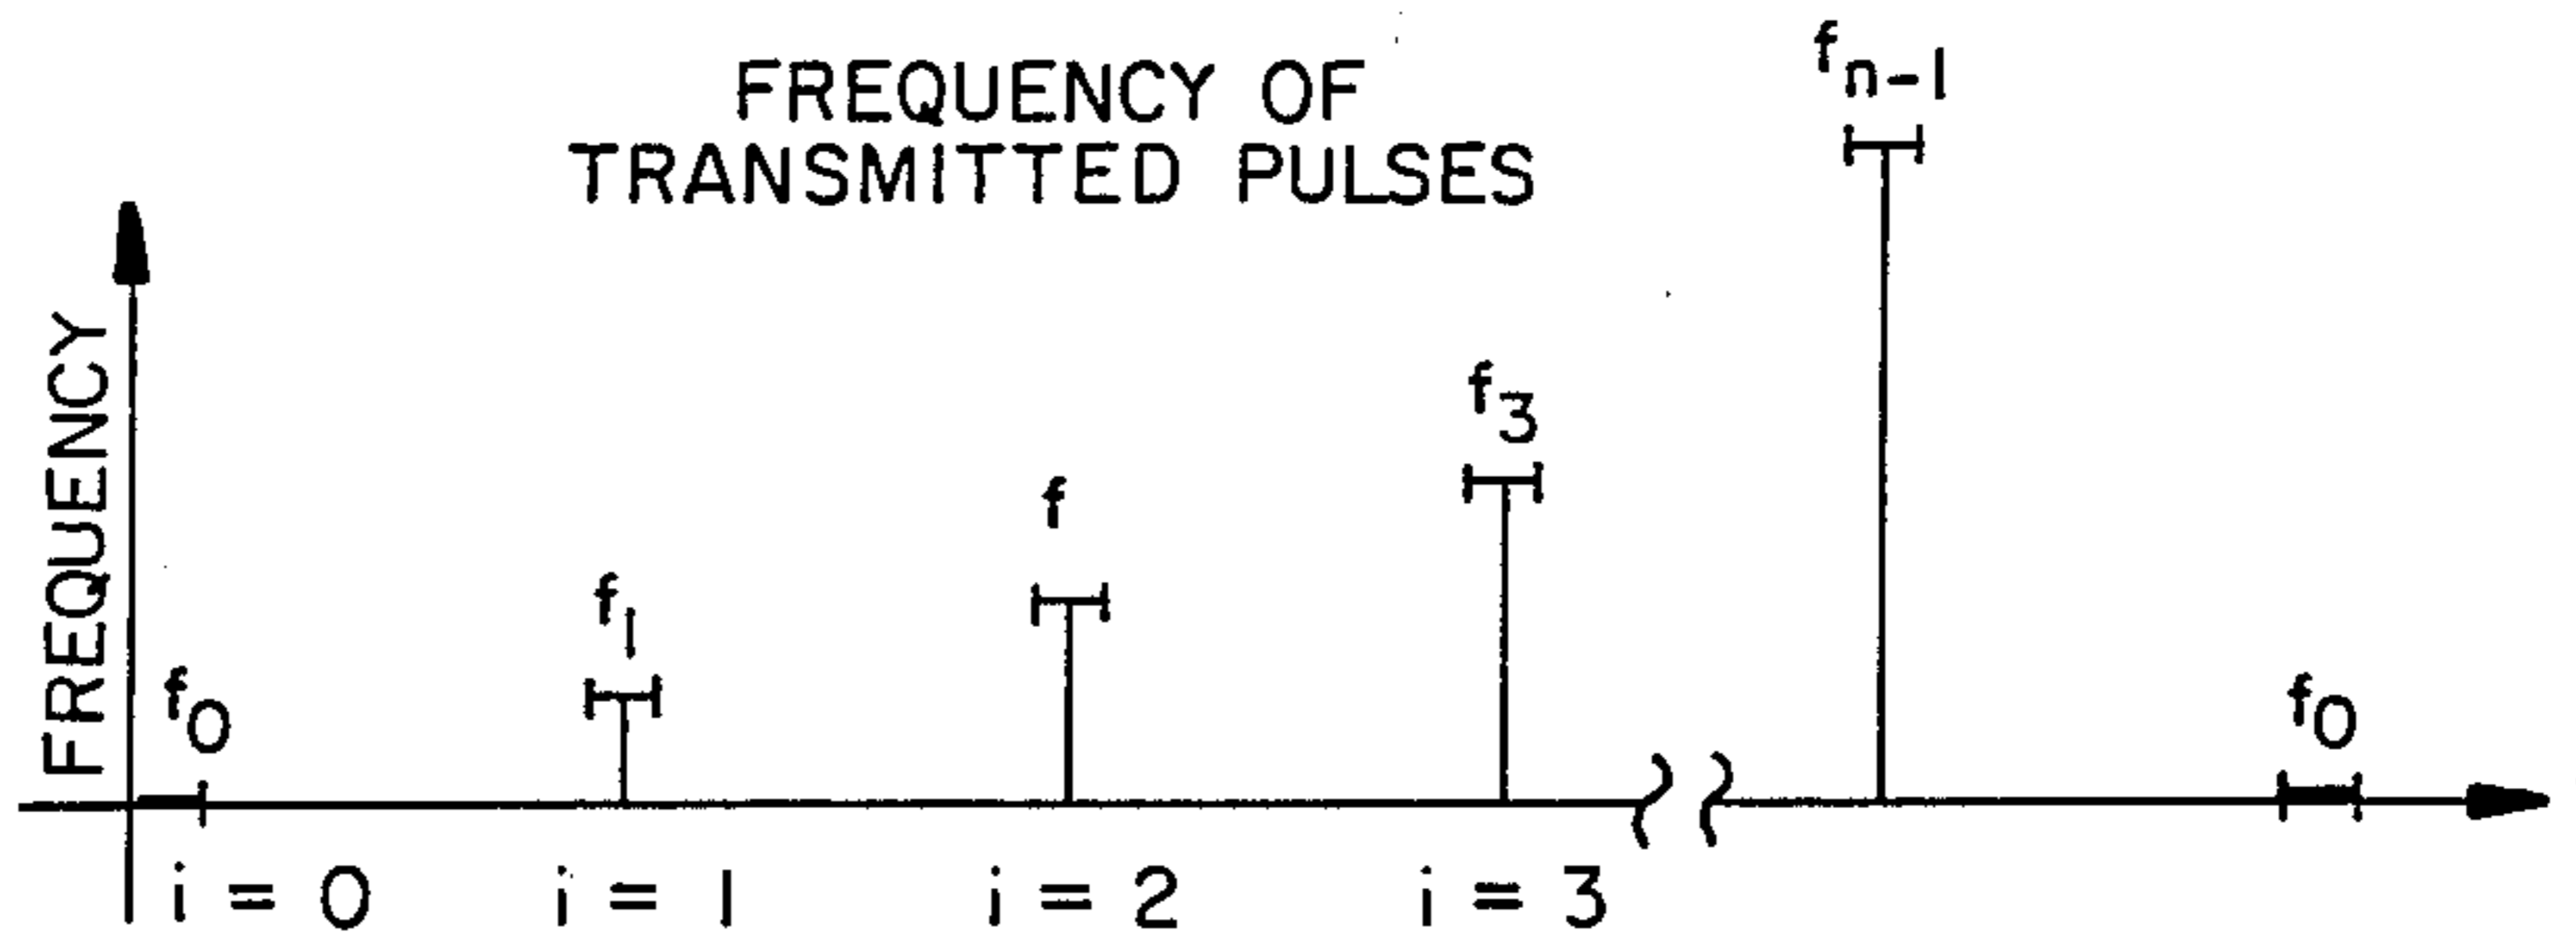 FREQUENCY OF
TRANSMITTED PULSES
FREQUENCY
f0
f1
f
f3
fn-1
f0
i = 0
i = 1
i = 2
i = 3